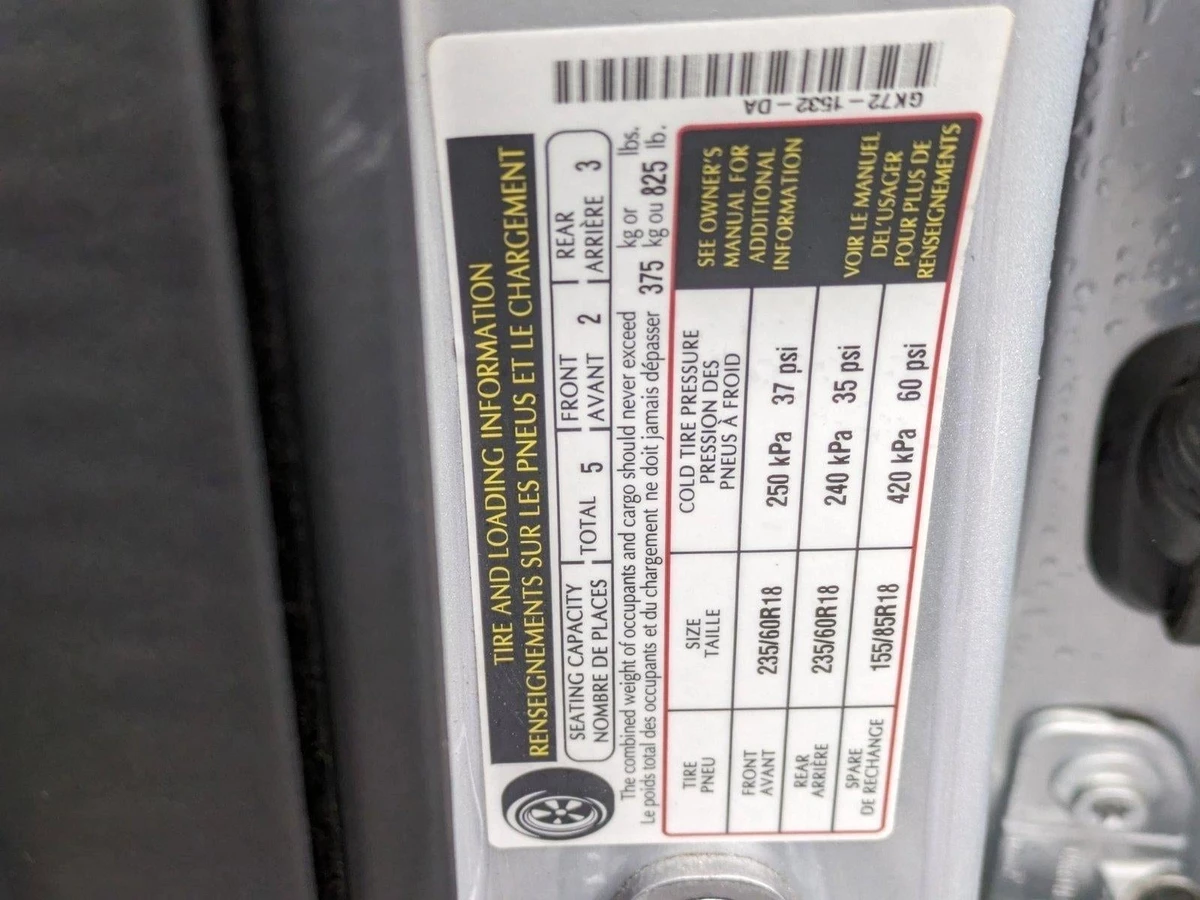 TIRE AND LOADING INFORMATION
RENSEIGNEMENTS SUR LES PNEUS ET LE CHARGEMENT
SEATING CAPACITY
NOMBRE DE PLACES
TOTAL 5
FRONT
AVANT 2
REAR
ARRIÈRE 3
The combined weight of occupants and cargo should never exceed 375 kg or 825 lbs.
Le poids total des occupants et du chargement ne doit jamais dépasser kg ou lb.
TIRE
PNEU
SIZE
TAILLE
COLD TIRE PRESSURE
PRESSION DES
PNEUS À FROID
FRONT
AVANT
235/60R18
250 kPa 37 psi
REAR
ARRIÈRE
235/60R18
240 kPa 35 psi
SPARE
DE RECHANGE
155/85R18
420 kPa 60 psi
SEE OWNER'S
MANUAL FOR
ADDITIONAL
INFORMATION
VOIR LE MANUEL
DEL'USAGER
POUR PLUS DE
RENSEIGNEMENTS
GK72-1532-DA